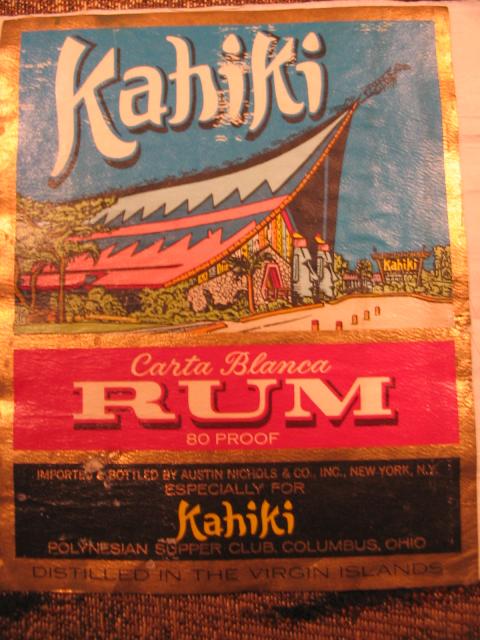 Kahiki
Kahiki
Carta Blanca
RUM
80 PROOF
IMPORTED & BOTTLED BY AUSTIN NICHOLS & CO., INC., NEW YORK, N.Y.
ESPECIALLY FOR
Kahiki
POLYNESIAN SUPPER CLUB, COLUMBUS, OHIO
DISTILLED IN THE VIRGIN ISLANDS